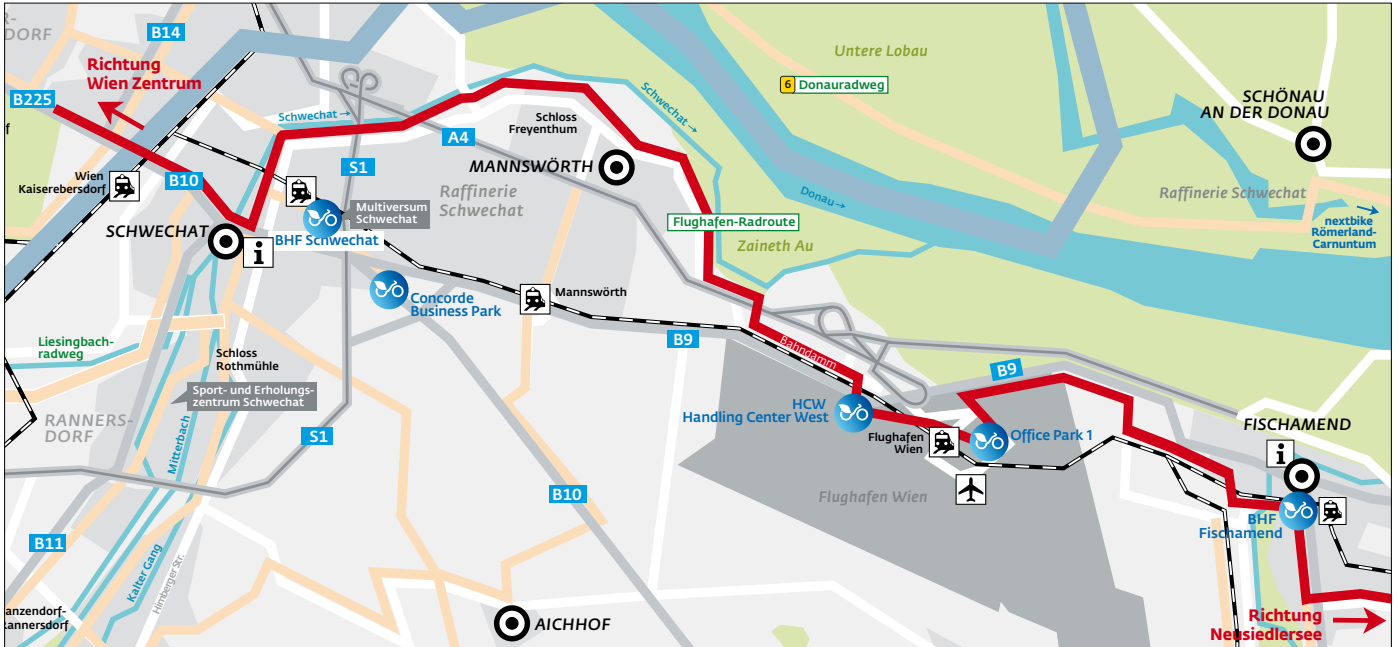 R-
DORF
B14
Richtung
Wien Zentrum
B225
f
Wien
Kaiserebersdorf
B10
SCHWECHAT
i
Schwechat →
S1
A4
Multiversum
Schwechat
BHF Schwechat
Raffinerie
Schwechat
Schloss
Freyenthum
MANNSWÖRTH
Schwechat →
Untere Lobau
6 Donauradweg
SCHÖNAU
AN DER DONAU
Donau →
Raffinerie Schwechat
nextbike
Römerland-
Carnuntum
Flughafen-Radroute
Zaineth Au
Concorde
Business Park
Mannswörth
B9
Bahndamm
Liesingbach-
radweg
Schloss
Rothmühle
Sport- und Erholungs-
zentrum Schwechat
RANNERS-
DORF
Mitterbach
S1
HCW
Handling Center West
Flughafen
Wien
Office Park 1
B9
FISCHAMEND
i
BHF
Fischamend
Flughafen Wien
B10
B11
Kalter Gang
Himberger Str.
anzendorf-
Rannersdorf
AICHHOF
Richtung
Neusiedlersee